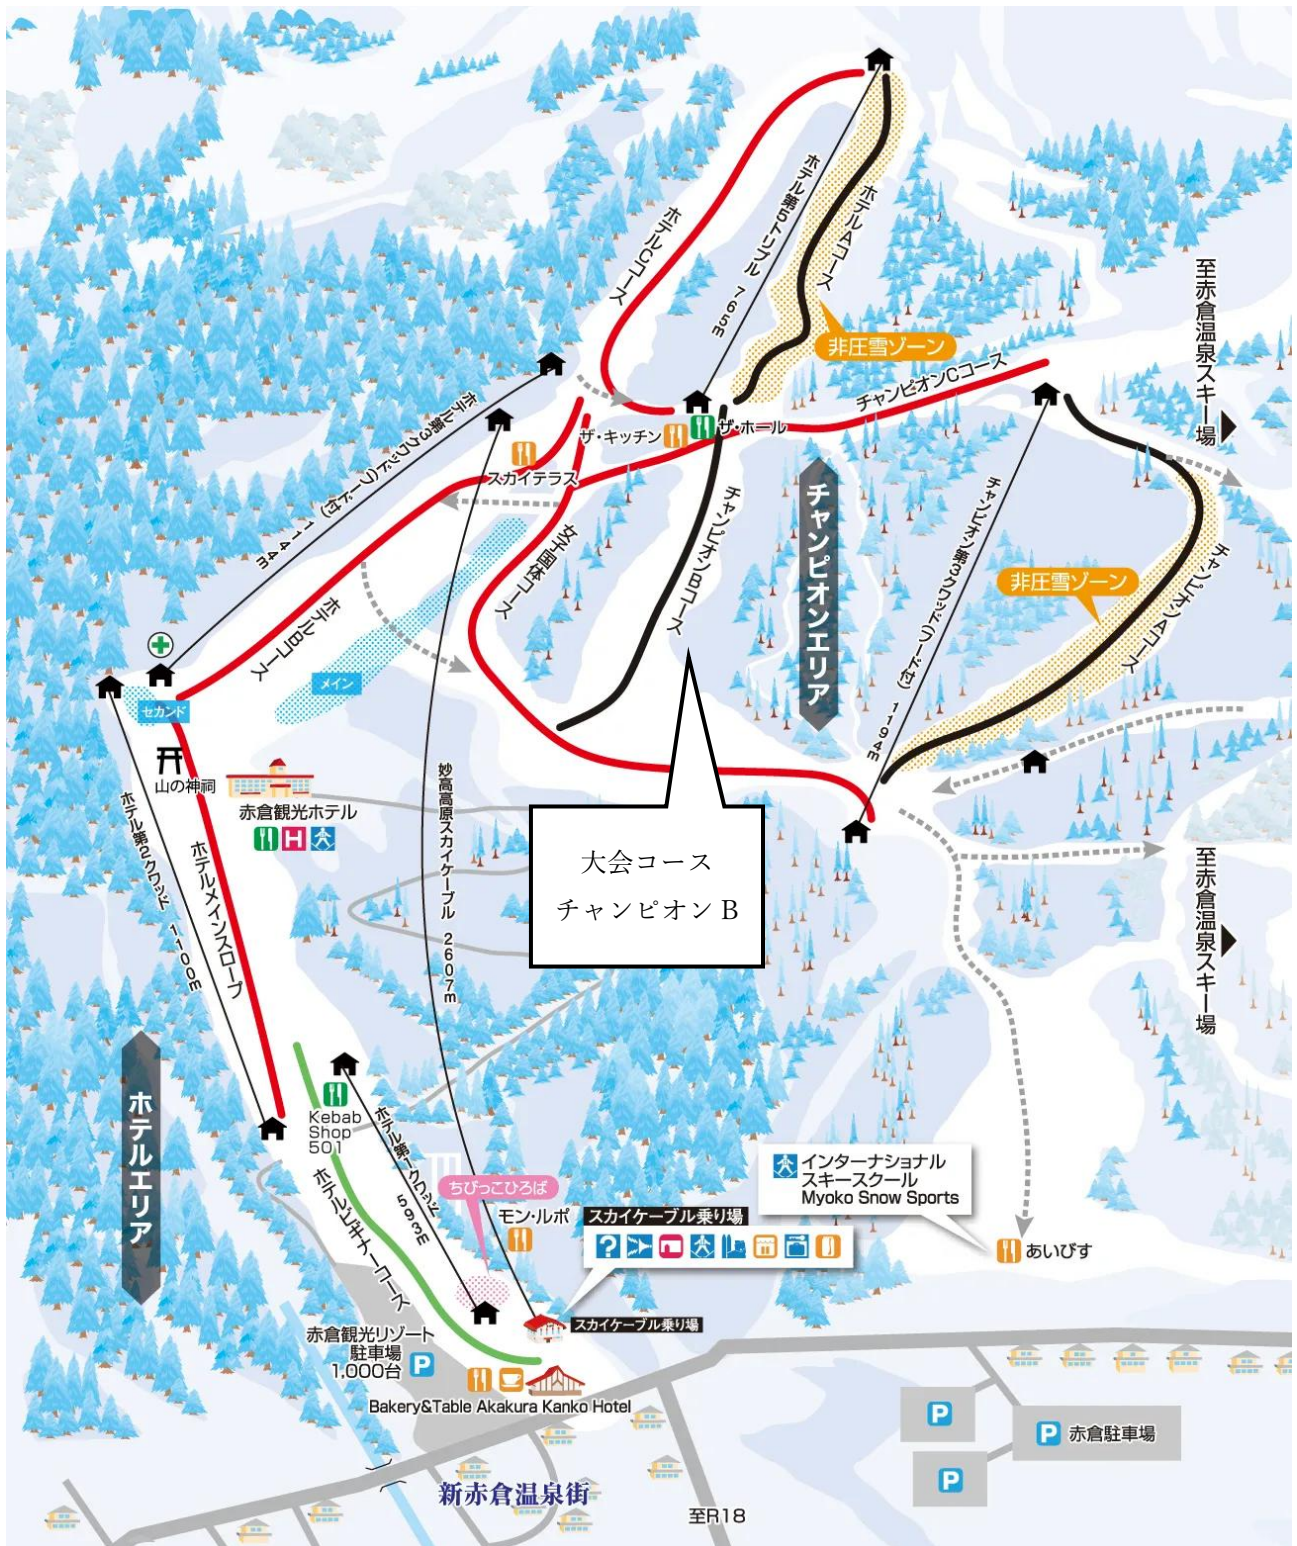 ホテルCコース
ホテル第5トリプル 765m
ホテルAコース
非圧雪ゾーン
至赤倉温泉スキー場
チャンピオンCコース
ホテル第3クワッド(フード付) 1144m
ザ・キッチン
ザ・ホール
スカイテラス
チャンピオンエリア
チャンピオン第3クワッド(フード付) 1194m
女子国体コース
チャンピオンBコース
非圧雪ゾーン
チャンピオンAコース
ホテルBコース
メイン
セカンド
山の神祠
赤倉観光ホテル
H
妙高高原スカイケーブル 2607m
大会コース
チャンピオン B
ホテル第2クワッド 1100m
ホテルメインスロープ
至赤倉温泉スキー場
ホテルエリア
Kebab
Shop
501
ホテル第1クワッド 593m
ホテルビギナーコース
ちびっこひろば
モン・ルポ
スカイケーブル乗り場
?
インターナショナル
スキースクール
Myoko Snow Sports
あいびす
スカイケーブル乗り場
赤倉観光リゾート
駐車場
1,000台
P
Bakery&Table Akakura Kanko Hotel
P
P
赤倉駐車場
P
新赤倉温泉街
至R18